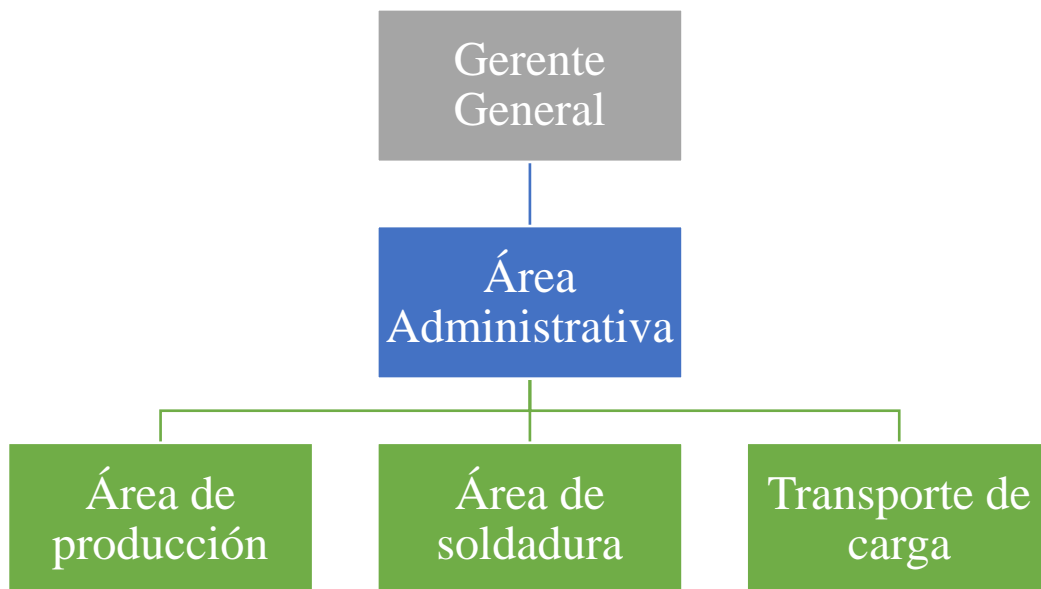 Gerente
General
Área
Administrativa
Área de
producción
Área de
soldadura
Transporte de
carga